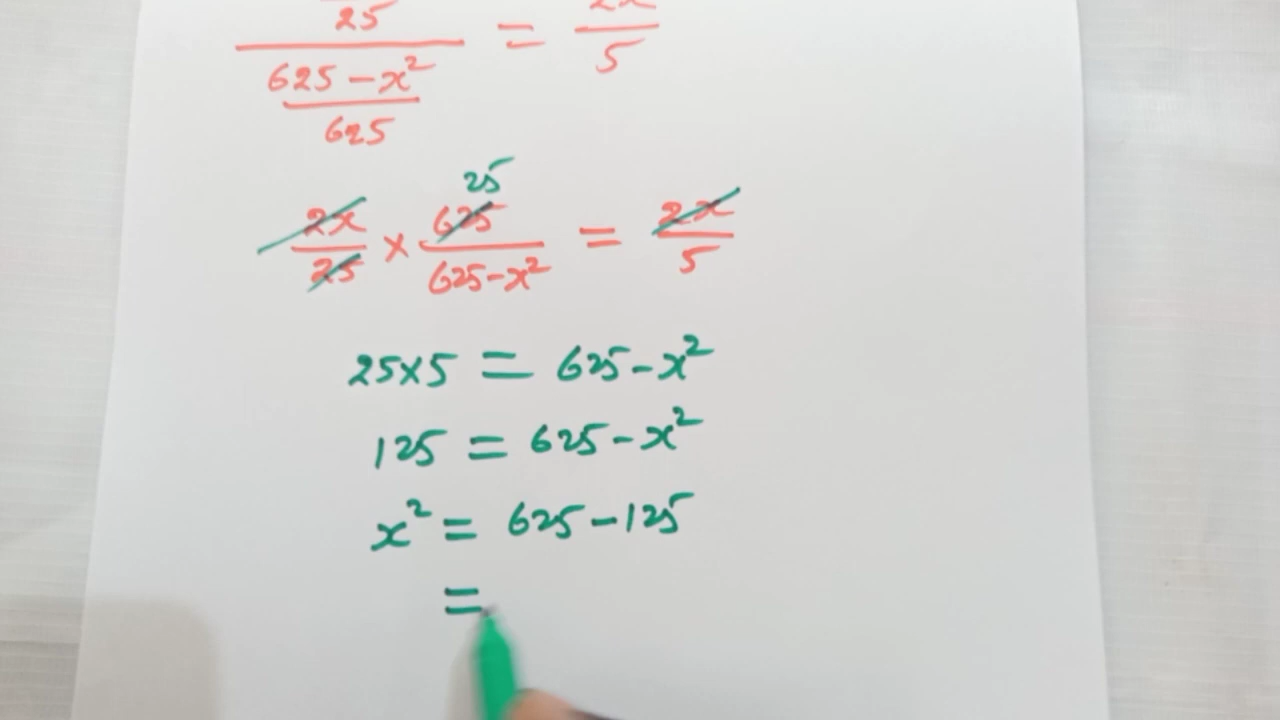 25
625-x² = 2x/5
625
2x/25 × 625/625-x² = 2x/5
25
25×5 = 625-x²
125 = 625-x²
x² = 625-125
=